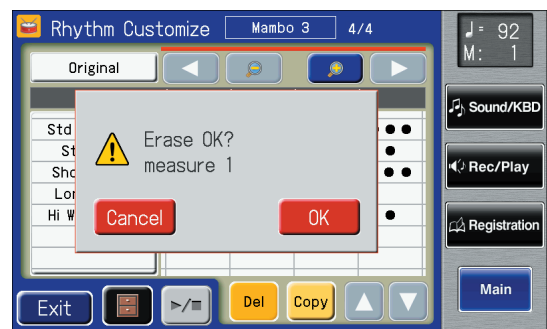 Rhythm Customize Mambo 3 4/4
♩= 92
M: 1
Original
Sound/KBD
Std
St
Sho
Lon
Hi W
Erase OK?
measure 1
Cancel OK
Rec/Play
Registration
Main
Exit ►/■ Del Copy